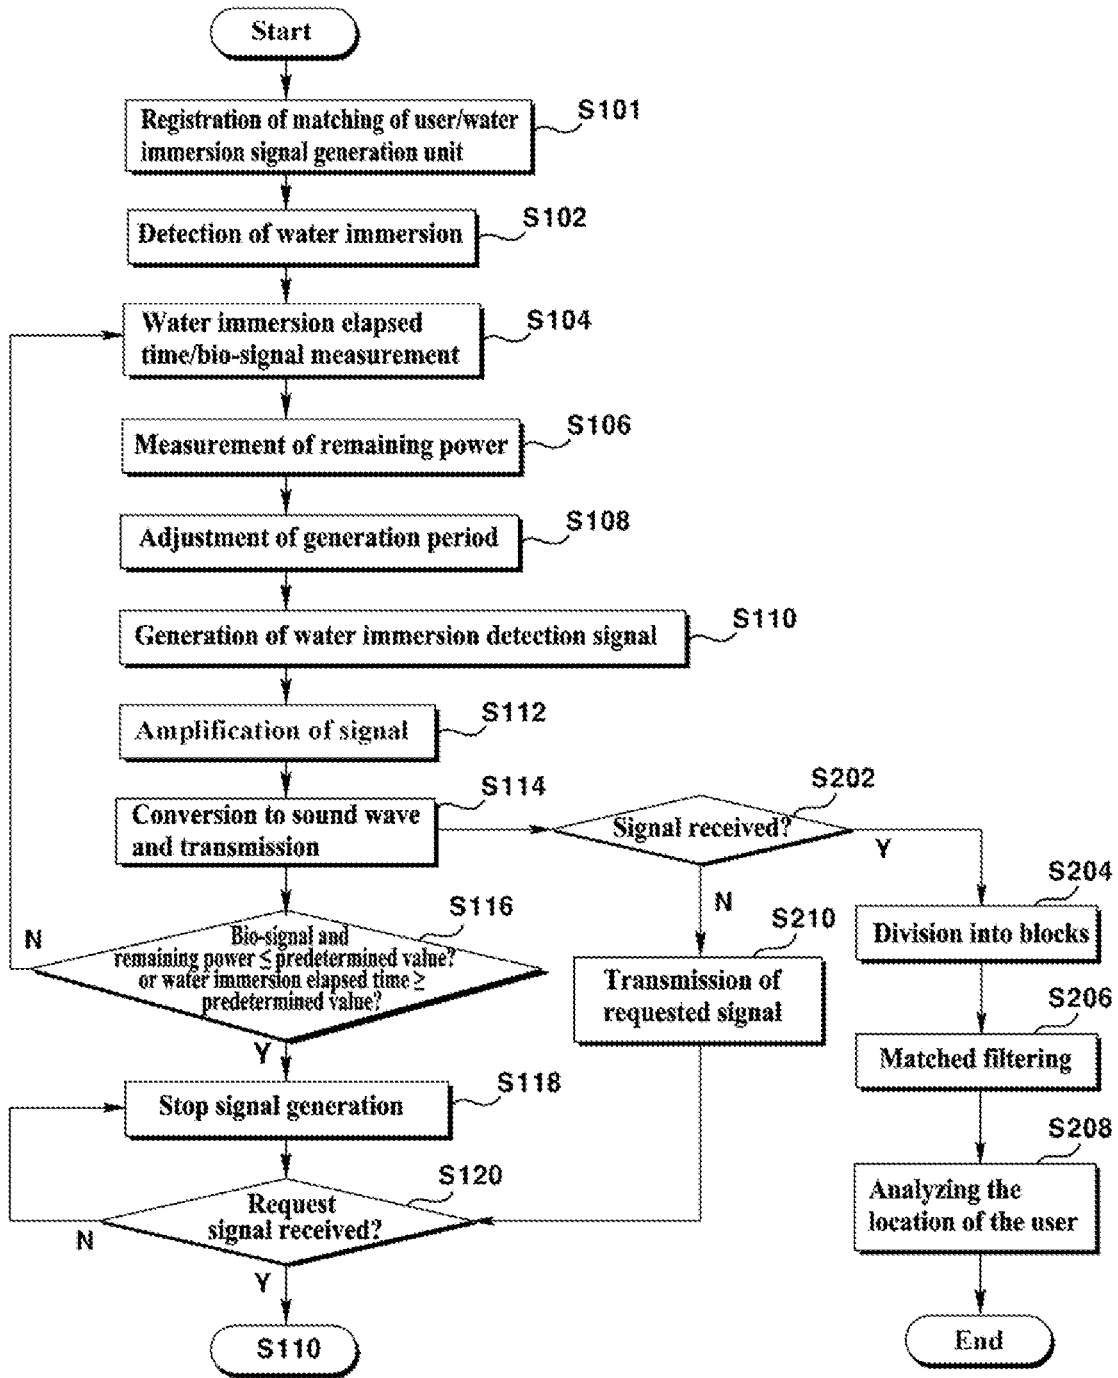 Start
S101
Registration of matching of user/water
immersion signal generation unit
S102
Detection of water immersion
S104
Water immersion elapsed
time/bio-signal measurement
S106
Measurement of remaining power
S108
Adjustment of generation period
S110
Generation of water immersion detection signal
S112
Amplification of signal
S114
Conversion to sound wave
and transmission
S202
Signal received?
Y
N
S116
Bio-signal and
remaining power ≤ predetermined value?
or water immersion elapsed time ≥
predetermined value?
N
Y
S210
Transmission of
requested signal
S204
Division into blocks
S206
Matched filtering
S208
Analyzing the
location of the user
End
S118
Stop signal generation
S120
Request
signal received?
N
Y
S110